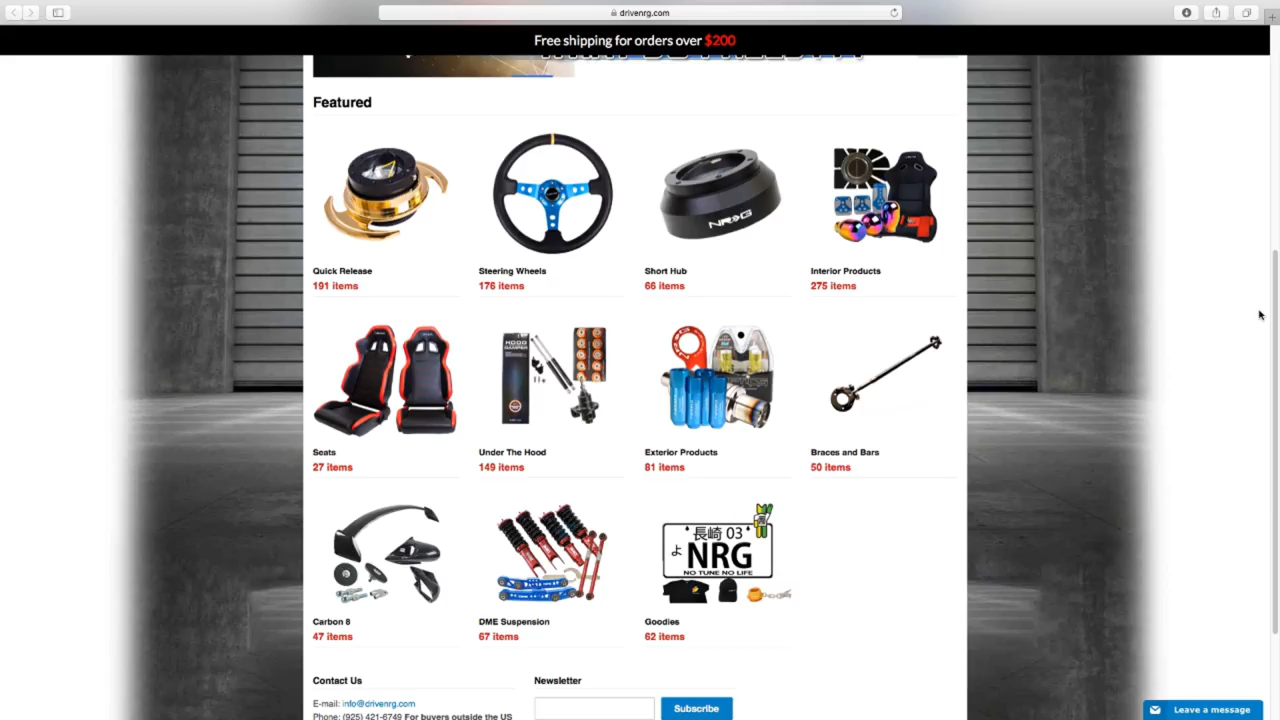 drivenrg.com
Free shipping for orders over $200
Featured
NRG
Quick Release
Steering Wheels
Short Hub
Interior Products
191 items
176 items
66 items
275 items
HOOD
DAMPER
Seats
Under The Hood
Exterior Products
Braces and Bars
27 items
149 items
81 items
50 items
長崎 03
よ NRG
NO TUNE NO LIFE
Carbon 8
DME Suspension
Goodies
47 items
67 items
62 items
Contact Us
Newsletter
E-mail: info@drivenrg.com
Phone: (925) 421-6749 For buyers outside the US
Subscribe
Leave a message